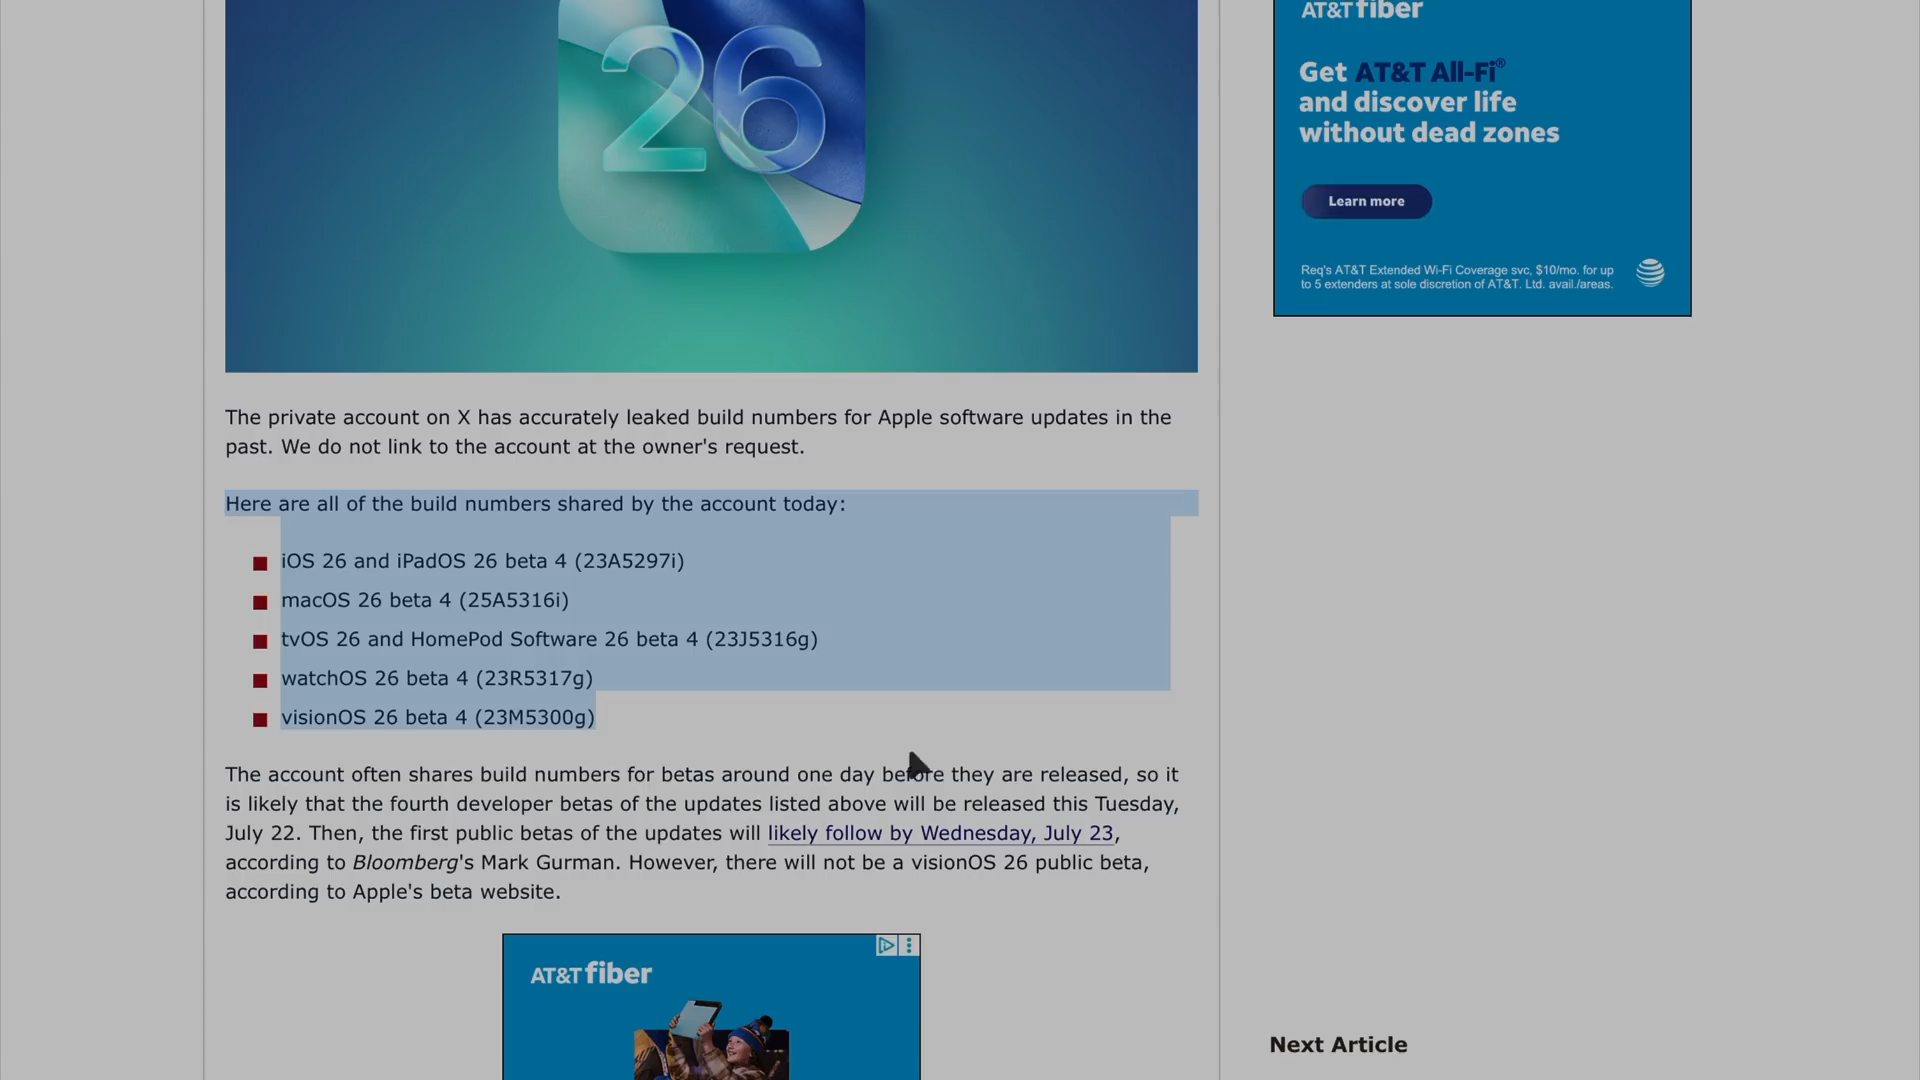 26
The private account on X has accurately leaked build numbers for Apple software updates in the
past. We do not link to the account at the owner's request.
Here are all of the build numbers shared by the account today:
iOS 26 and iPadOS 26 beta 4 (23A5297i)
macOS 26 beta 4 (25A5316i)
tvOS 26 and HomePod Software 26 beta 4 (23J5316g)
watchOS 26 beta 4 (23R5317g)
visionOS 26 beta 4 (23M5300g)
The account often shares build numbers for betas around one day before they are released, so it
is likely that the fourth developer betas of the updates listed above will be released this Tuesday,
July 22. Then, the first public betas of the updates will likely follow by Wednesday, July 23,
according to Bloomberg's Mark Gurman. However, there will not be a visionOS 26 public beta,
according to Apple's beta website.
AT&T fiber
AT&T fiber
Get AT&T All-Fi®
and discover life
without dead zones
Learn more
Req's AT&T Extended Wi-Fi Coverage svc, $10/mo. for up
to 5 extenders at sole discretion of AT&T. Ltd. avail./areas.
Next Article